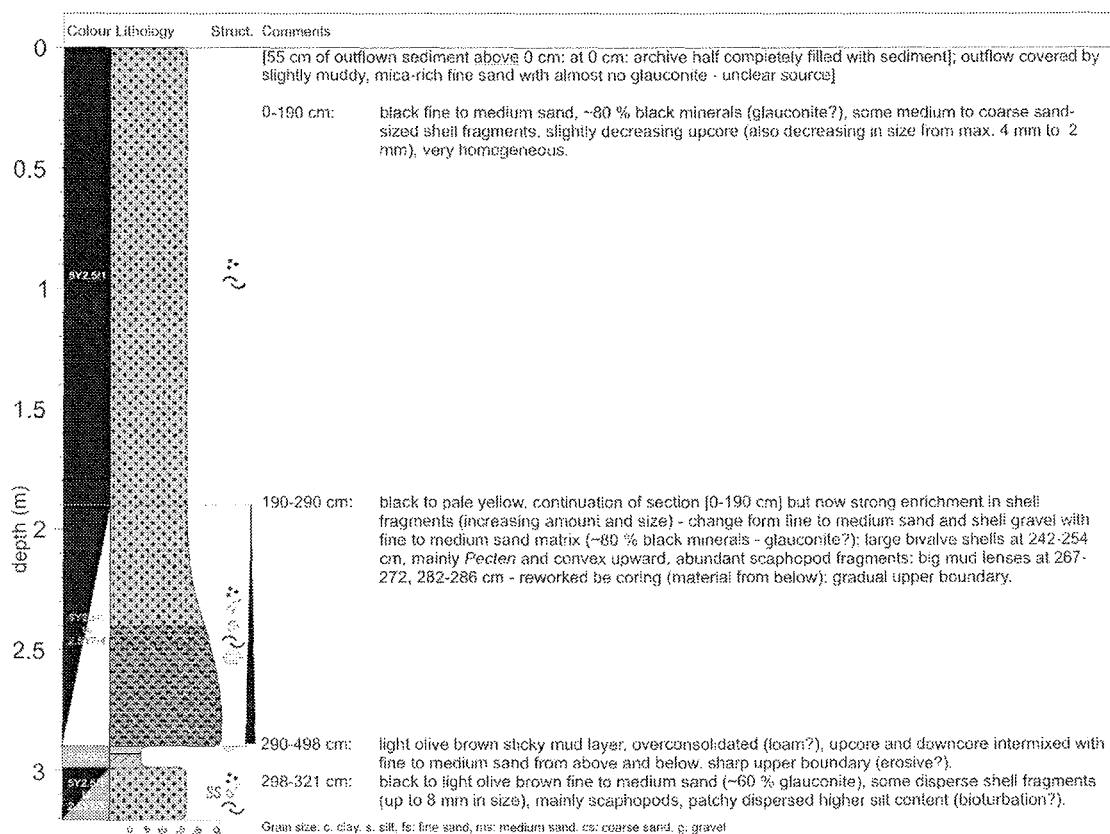 Colour Lithology Struct. Comments
0
[55 cm of outflown sediment above 0 cm: at 0 cm: archive half completely filled with sediment]; outflow covered by
slightly muddy, mica-rich fine sand with almost no glauconite - unclear source]
0-190 cm: black fine to medium sand, ~80 % black minerals (glauconite?), some medium to coarse sand-
sized shell fragments, slightly decreasing upcore (also decreasing in size from max. 4 mm to 2
mm), very homogeneous.
0.5
5Y2.5/1
1
1.5
depth (m)
190-290 cm: black to pale yellow, continuation of section [0-190 cm] but now strong enrichment in shell
fragments (increasing amount and size) - change form fine to medium sand and shell gravel with
fine to medium sand matrix (~80 % black minerals - glauconite?); large bivalve shells at 242-254
cm, mainly Pecten and convex upward, abundant scaphopod fragments; big mud lenses at 267-
272, 282-286 cm - reworked be coring (material from below); gradual upper boundary.
2
2.5
290-498 cm: light olive brown sticky mud layer, overconsolidated (loam?), upcore and downcore intermixed with
fine to medium sand from above and below. sharp upper boundary (erosive?).
3
298-321 cm: black to light olive brown fine to medium sand (~60 % glauconite), some disperse shell fragments
(up to 8 mm in size), mainly scaphopods, patchy dispersed higher silt content (bioturbation?).
SS
Grain size: c. clay, s. silt, fs: fine sand, ms: medium sand, cs: coarse sand, g: gravel